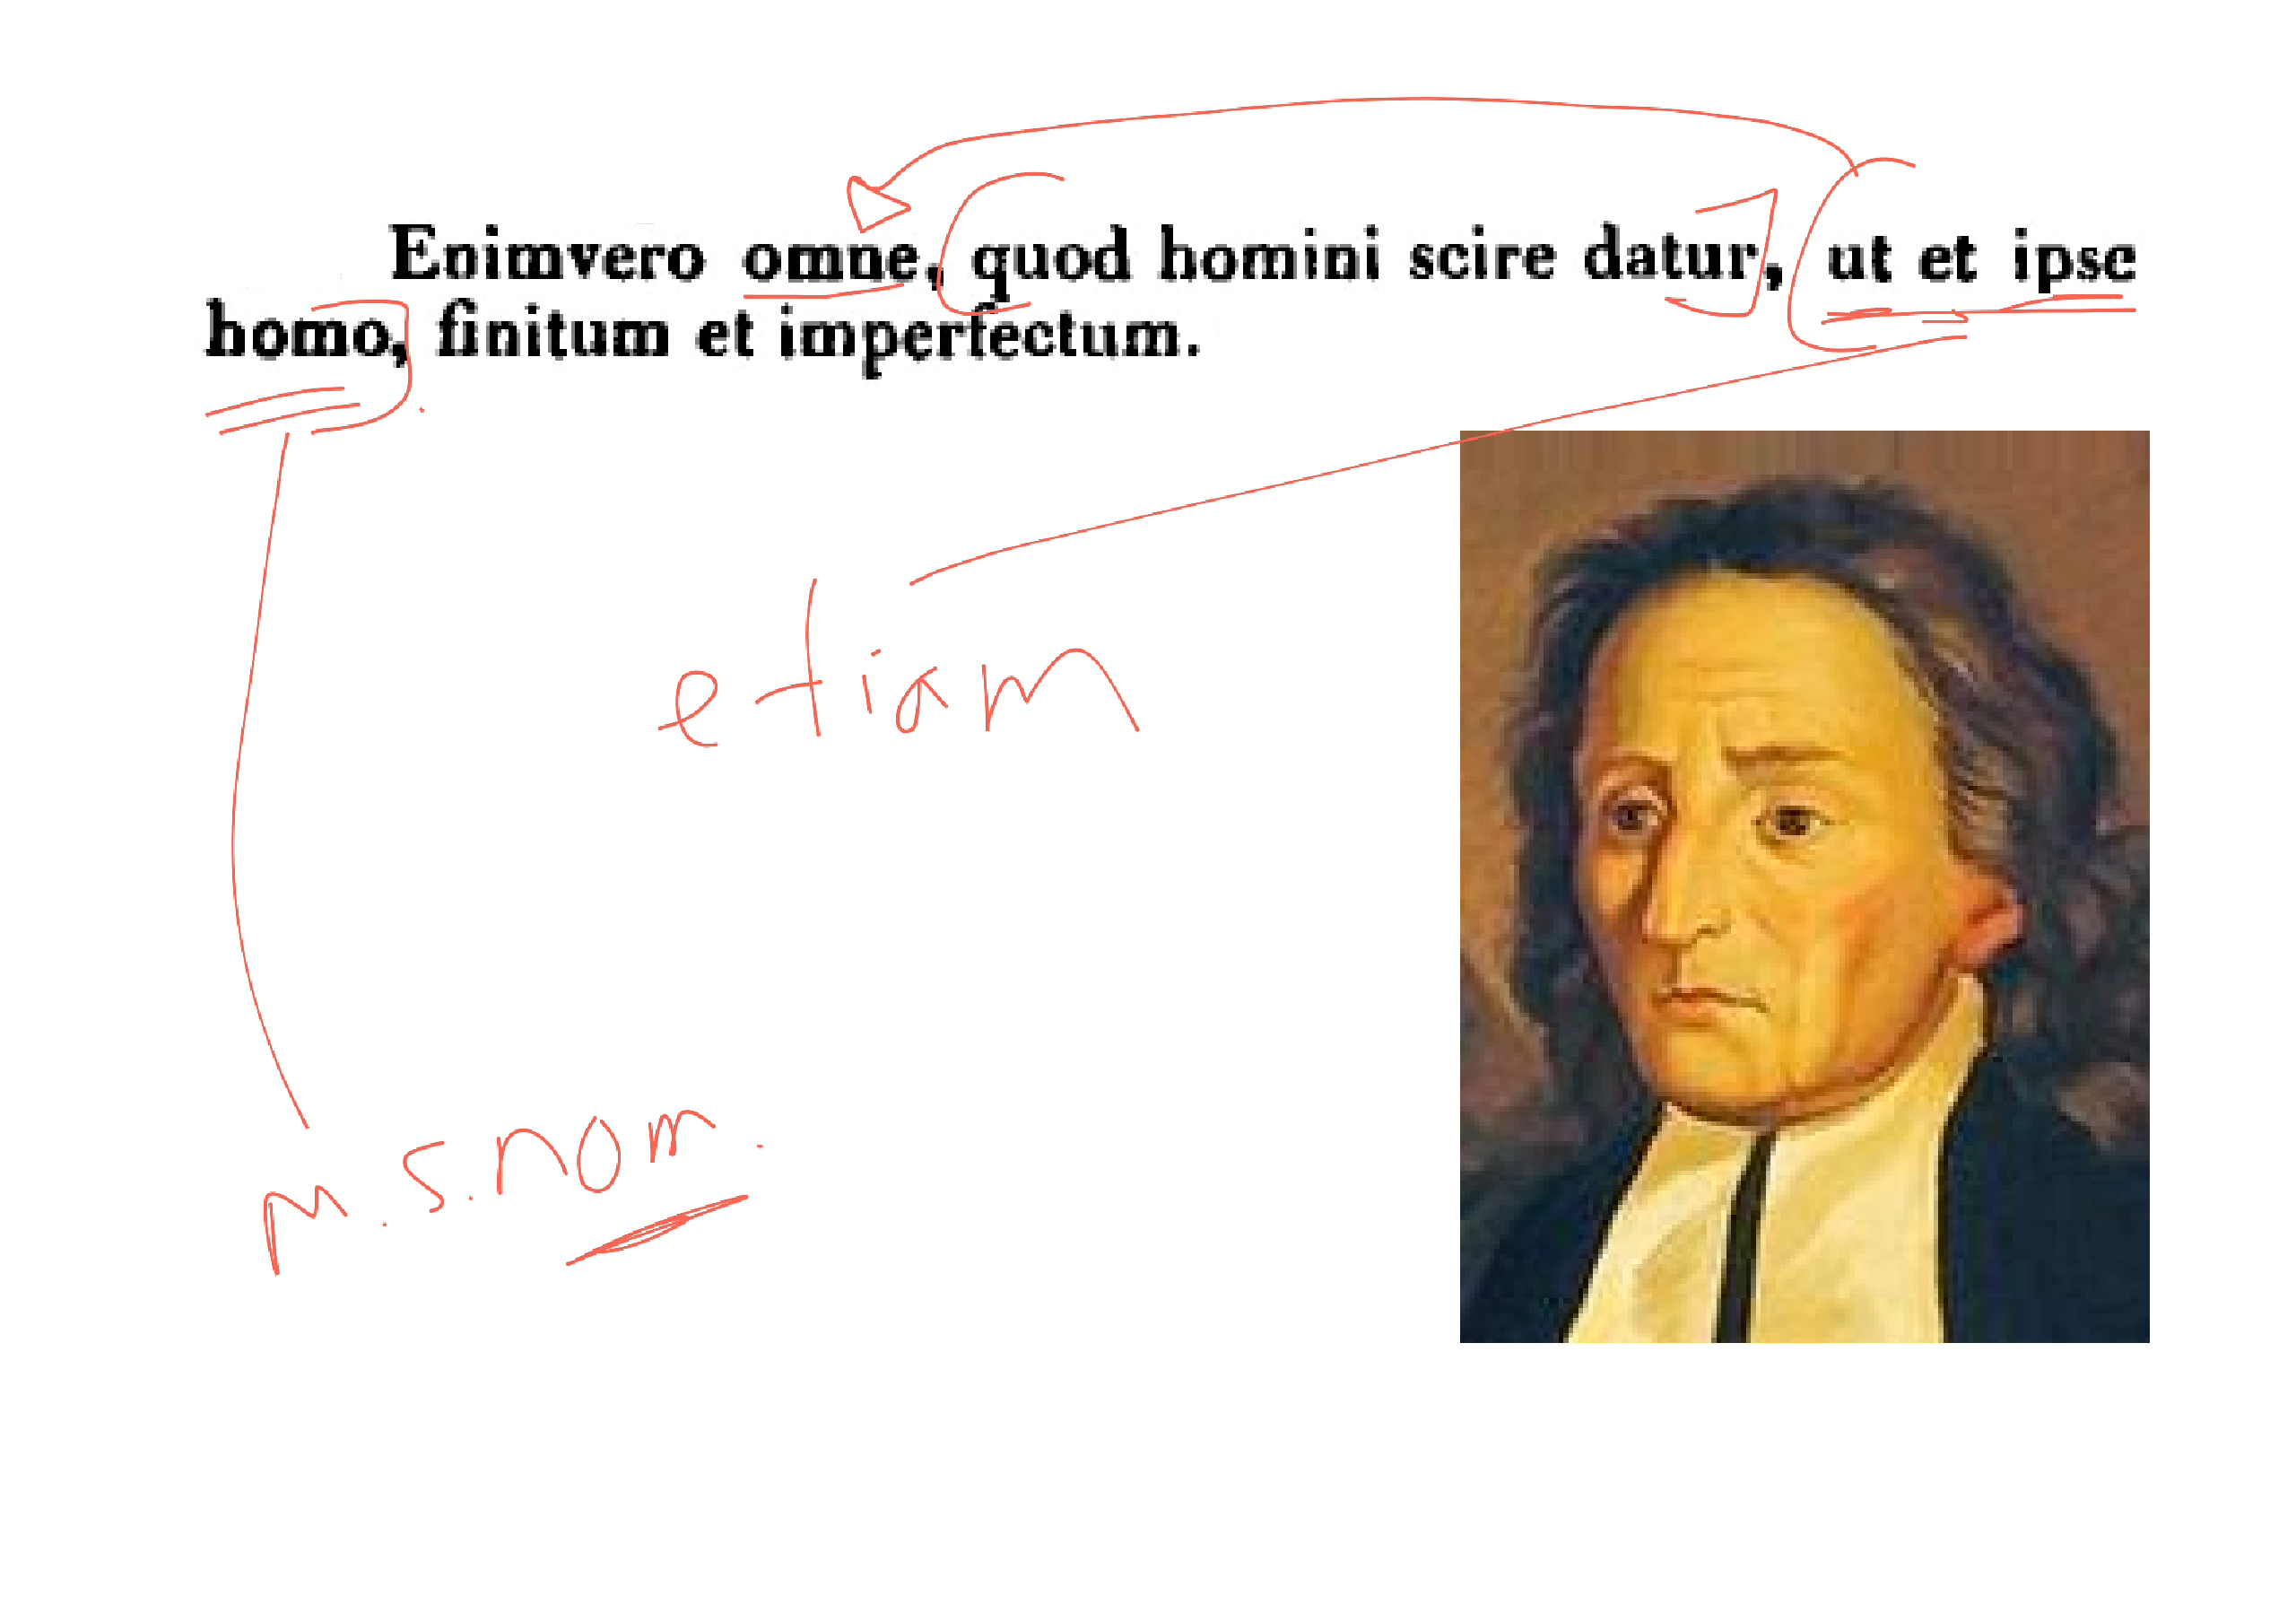 Enimvero omne, quod homini scire datur, ut et ipse
homo, finitum et imperfectum.
etiam
m.s.nom.